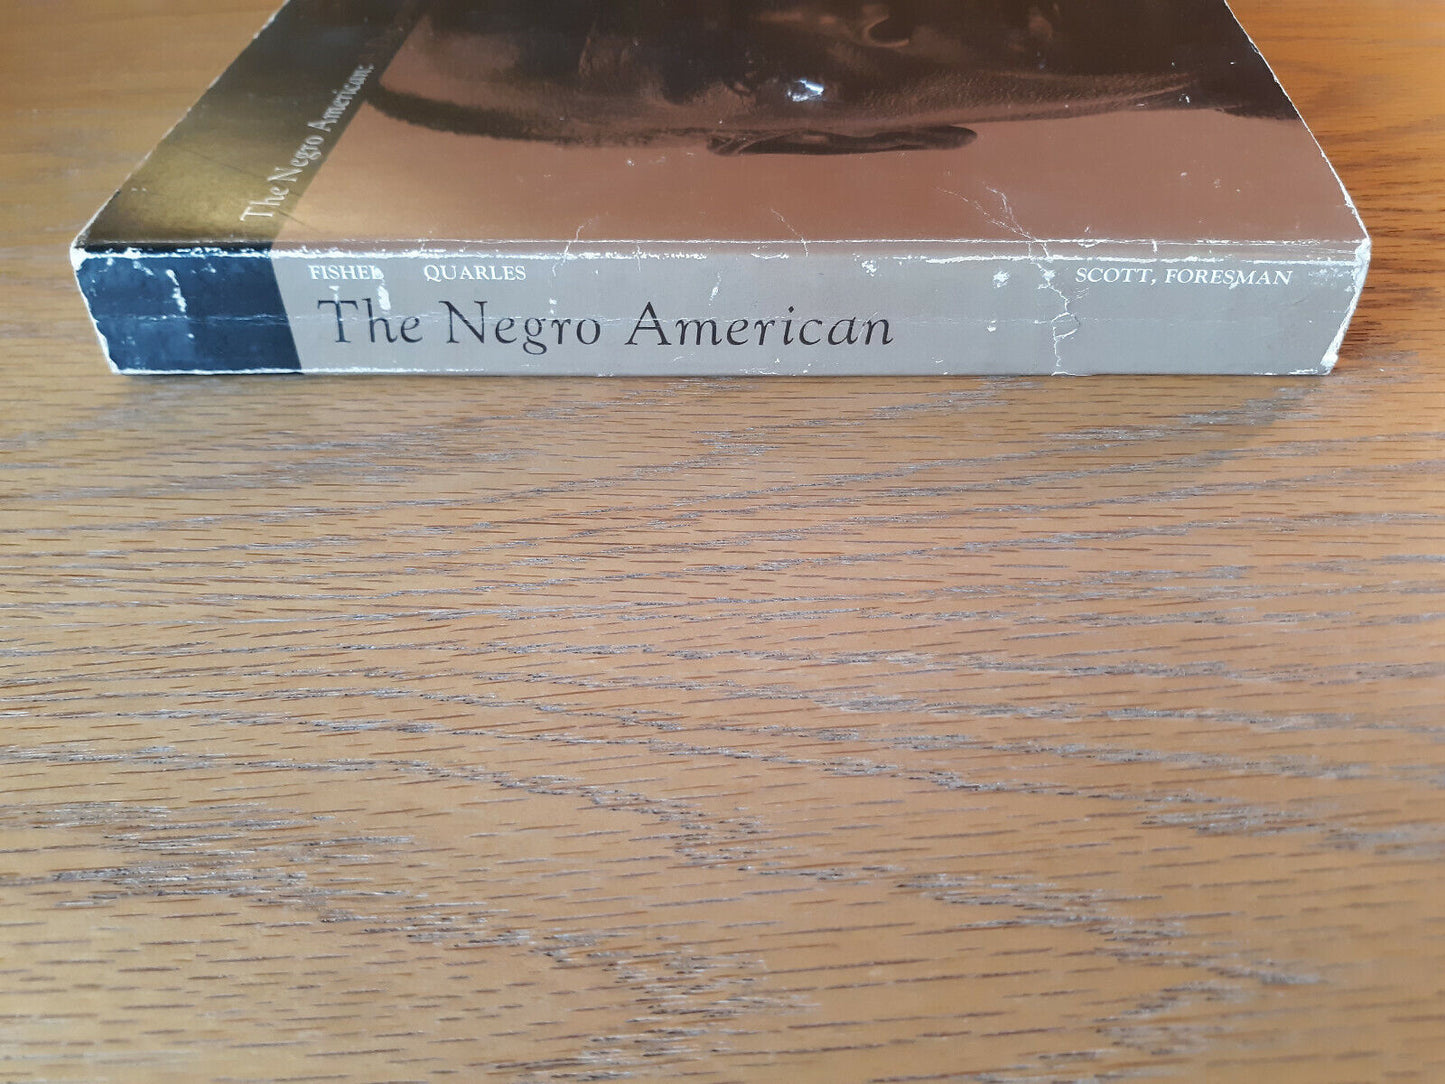 The Negro American:
FISHEL QUARLES SCOTT, FORESMAN
The Negro American